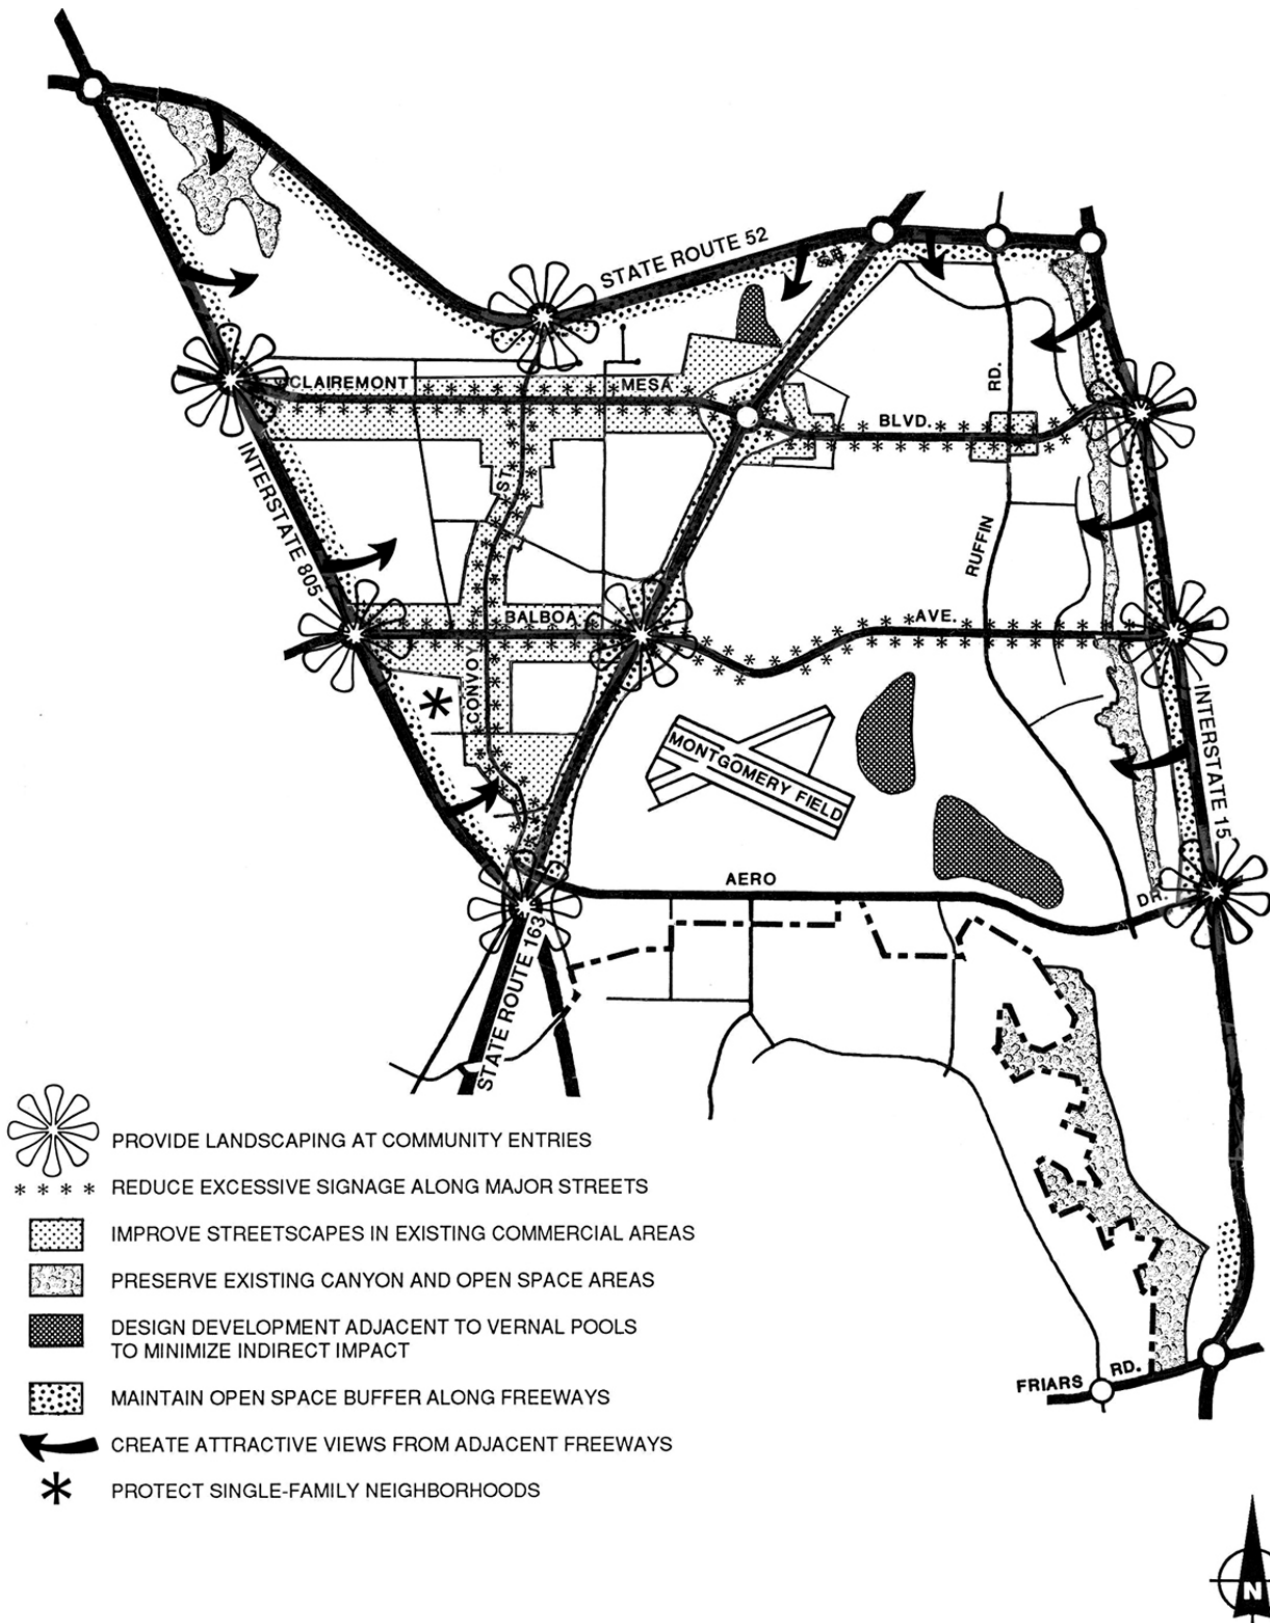 STATE ROUTE 52
CLAIREMONT
MESA
BLVD.
RD.
INTERSTATE 805
ST.
RUFFIN
BALBOA
AVE.
CONVOY
INTERSTATE 15
MONTGOMERY FIELD
AERO
DR.
STATE ROUTE 163
FRIARS
RD.
PROVIDE LANDSCAPING AT COMMUNITY ENTRIES
REDUCE EXCESSIVE SIGNAGE ALONG MAJOR STREETS
IMPROVE STREETSCAPES IN EXISTING COMMERCIAL AREAS
PRESERVE EXISTING CANYON AND OPEN SPACE AREAS
DESIGN DEVELOPMENT ADJACENT TO VERNAL POOLS
TO MINIMIZE INDIRECT IMPACT
MAINTAIN OPEN SPACE BUFFER ALONG FREEWAYS
CREATE ATTRACTIVE VIEWS FROM ADJACENT FREEWAYS
PROTECT SINGLE-FAMILY NEIGHBORHOODS
N